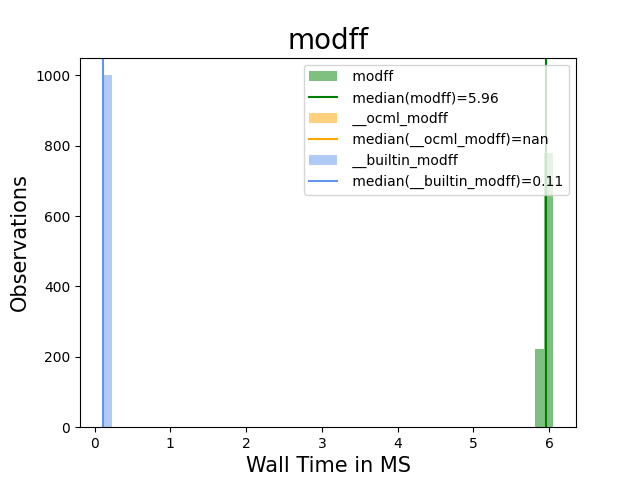 modff
modff
median(modff)=5.96
__ocml_modff
median(__ocml_modff)=nan
__builtin_modff
median(__builtin_modff)=0.11
Observations
1000
800
600
400
200
0
0 1 2 3 4 5 6
Wall Time in MS